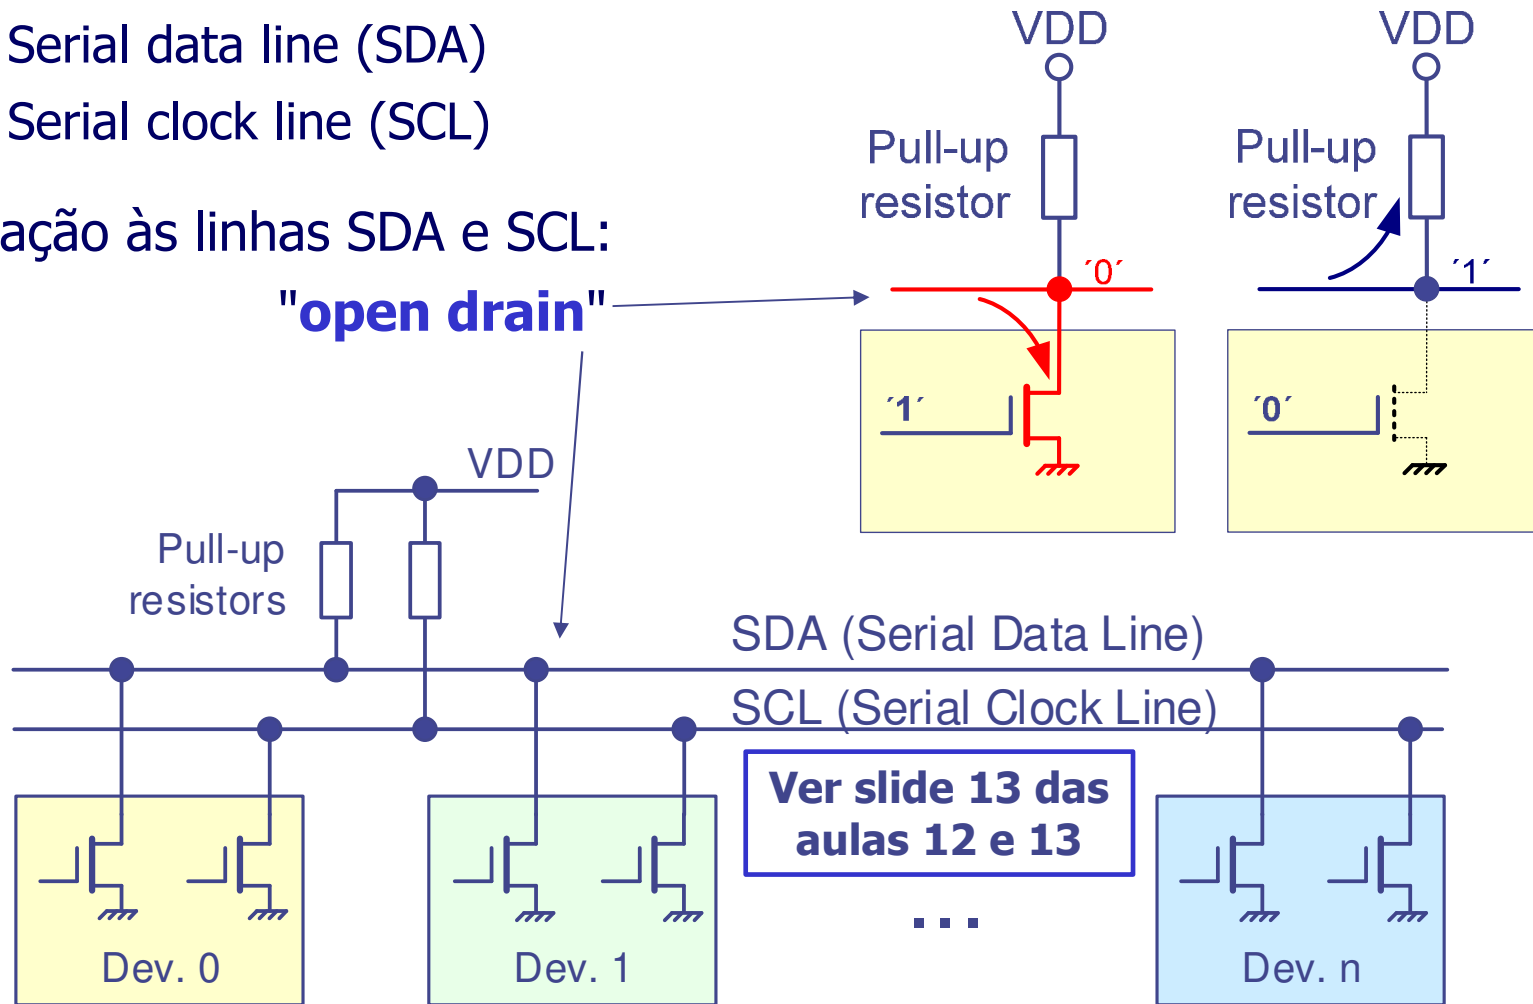 Serial data line (SDA)
Serial clock line (SCL)
ação às linhas SDA e SCL:
"open drain"
VDD
Pull-up
resistor
´0´
´1´
VDD
Pull-up
resistor
´1´
´0´
VDD
Pull-up
resistors
SDA (Serial Data Line)
SCL (Serial Clock Line)
Ver slide 13 das
aulas 12 e 13
Dev. 0
Dev. 1
...
Dev. n